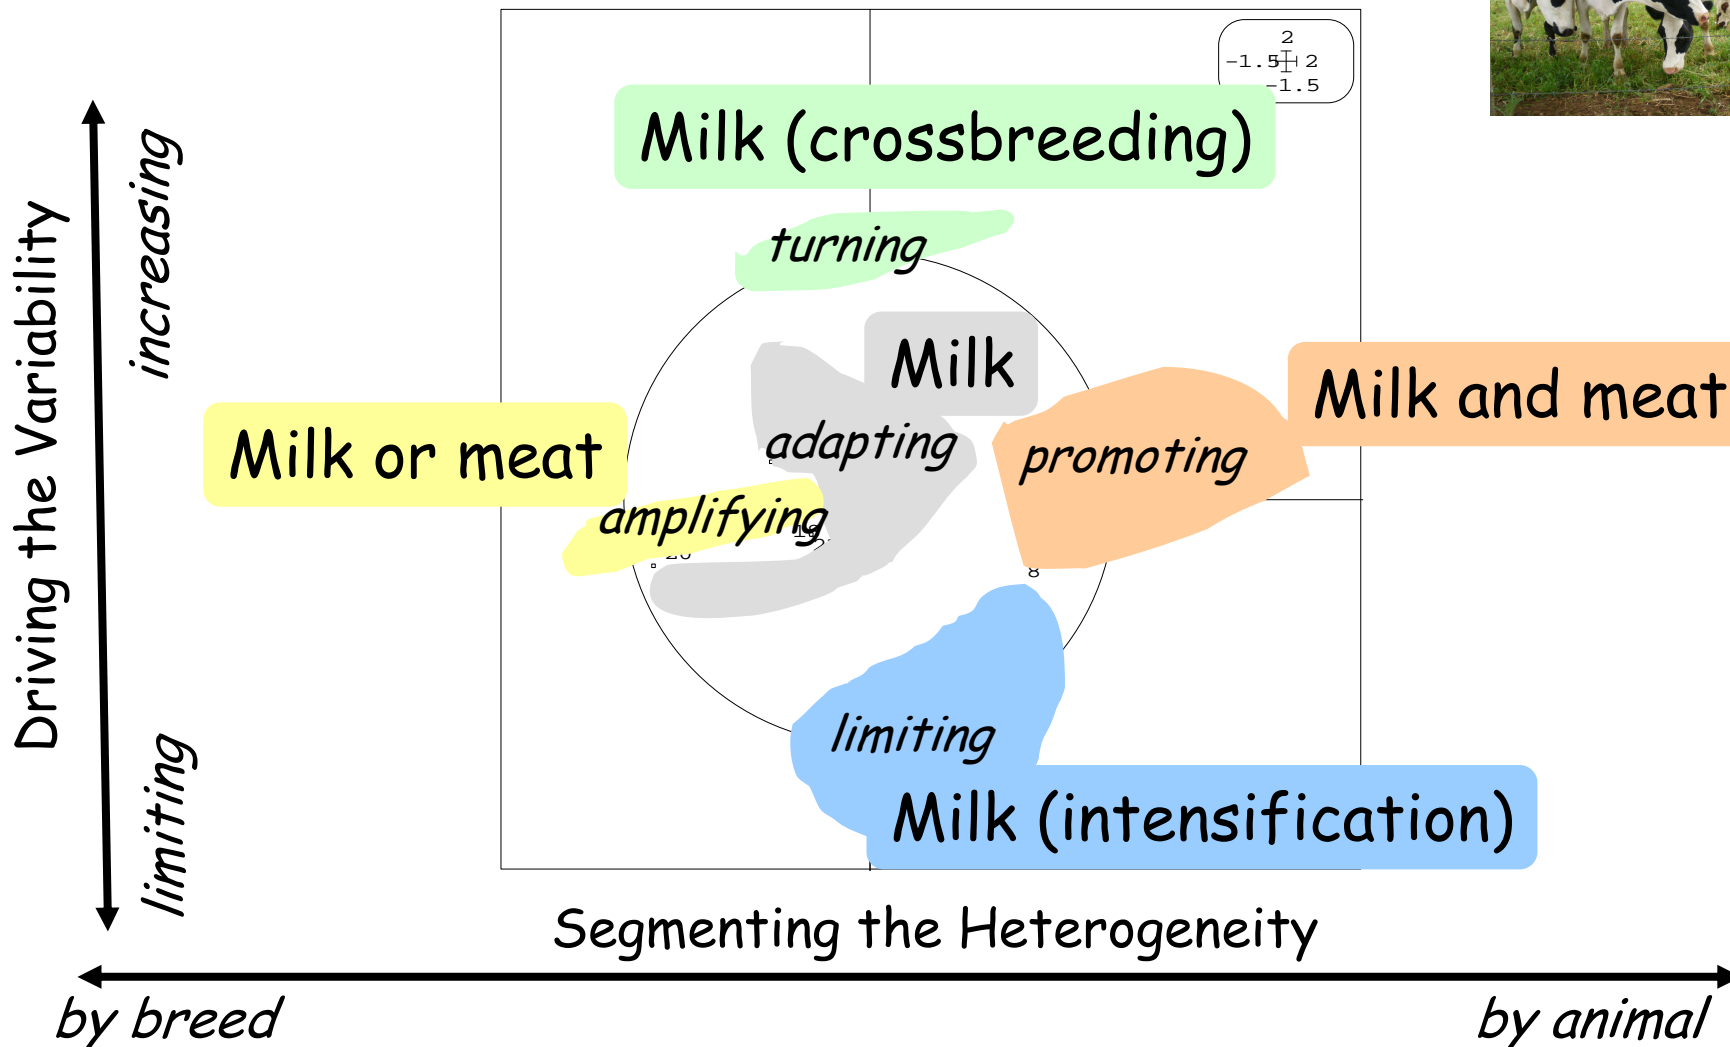 2
-1.5 2
-1.5
Milk (crossbreeding)
turning
Milk
Milk and meat
Milk or meat
adapting
promoting
amplifying
8
limiting
Milk (intensification)
Driving the Variability
increasing
limiting
Segmenting the Heterogeneity
by breed
by animal